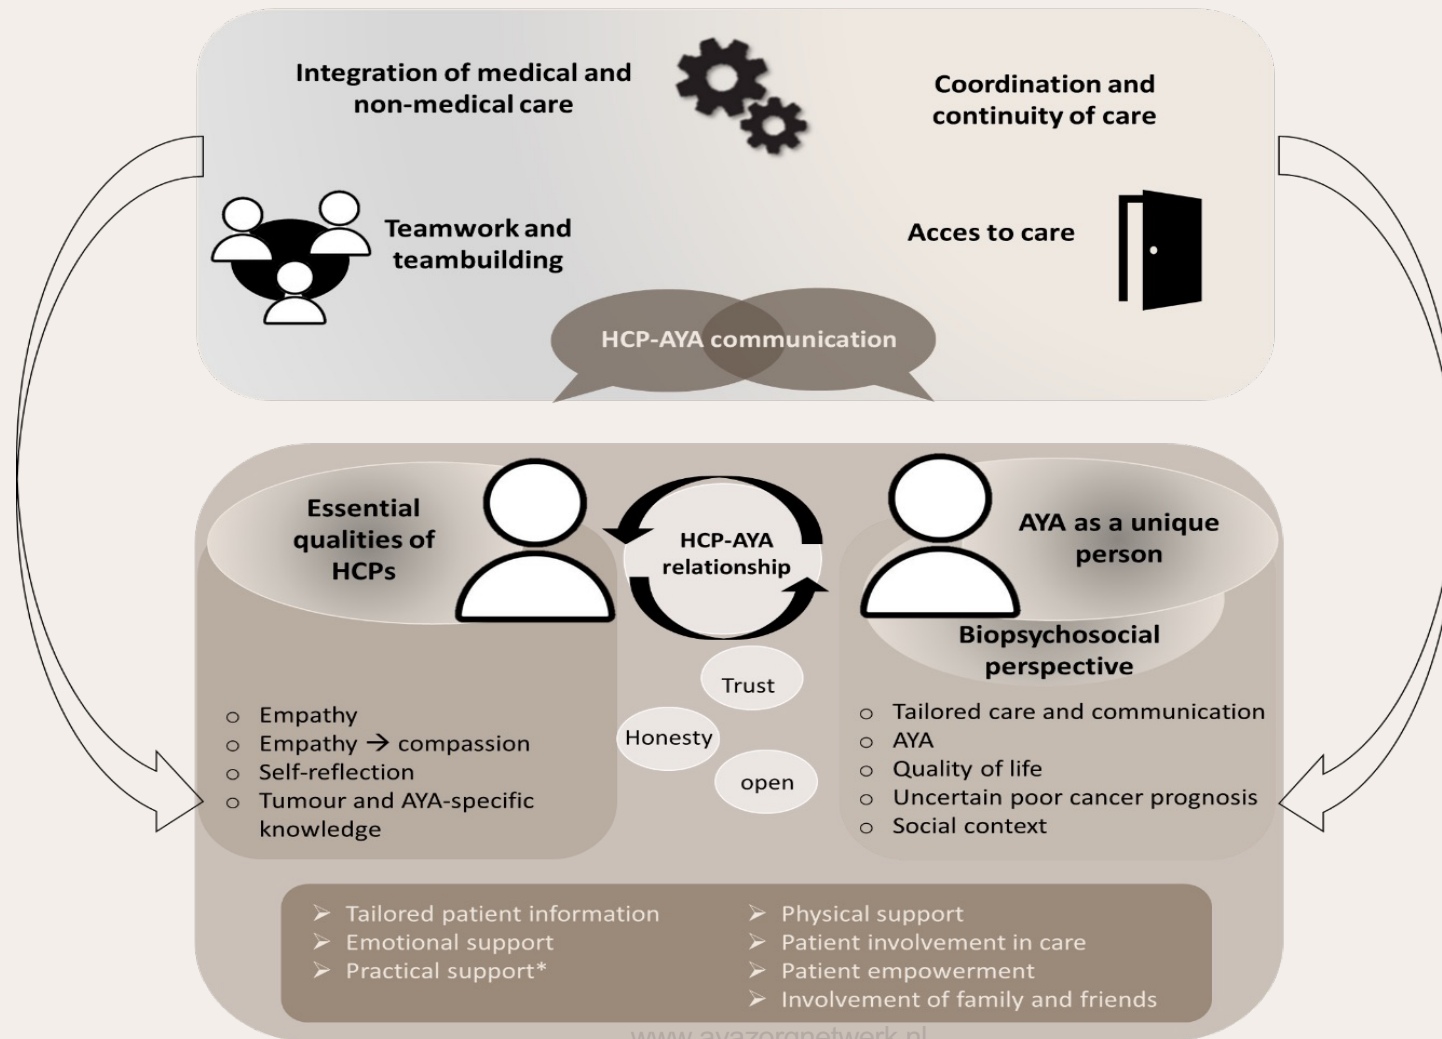 Integration of medical and
non-medical care
Coordination and
continuity of care
Teamwork and
teambuilding
Acces to care
HCP-AYA communication
Essential
qualities of
HCPs
HCP-AYA
relationship
AYA as a unique
person
Biopsychosocial
perspective
Trust
Honesty
open
o Empathy
o Empathy → compassion
o Self-reflection
o Tumour and AYA-specific
knowledge
o Tailored care and communication
o AYA
o Quality of life
o Uncertain poor cancer prognosis
o Social context
➢ Tailored patient information
➢ Emotional support
➢ Practical support*
➢ Physical support
➢ Patient involvement in care
➢ Patient empowerment
➢ Involvement of family and friends
www.ayazorgnetwerk.nl